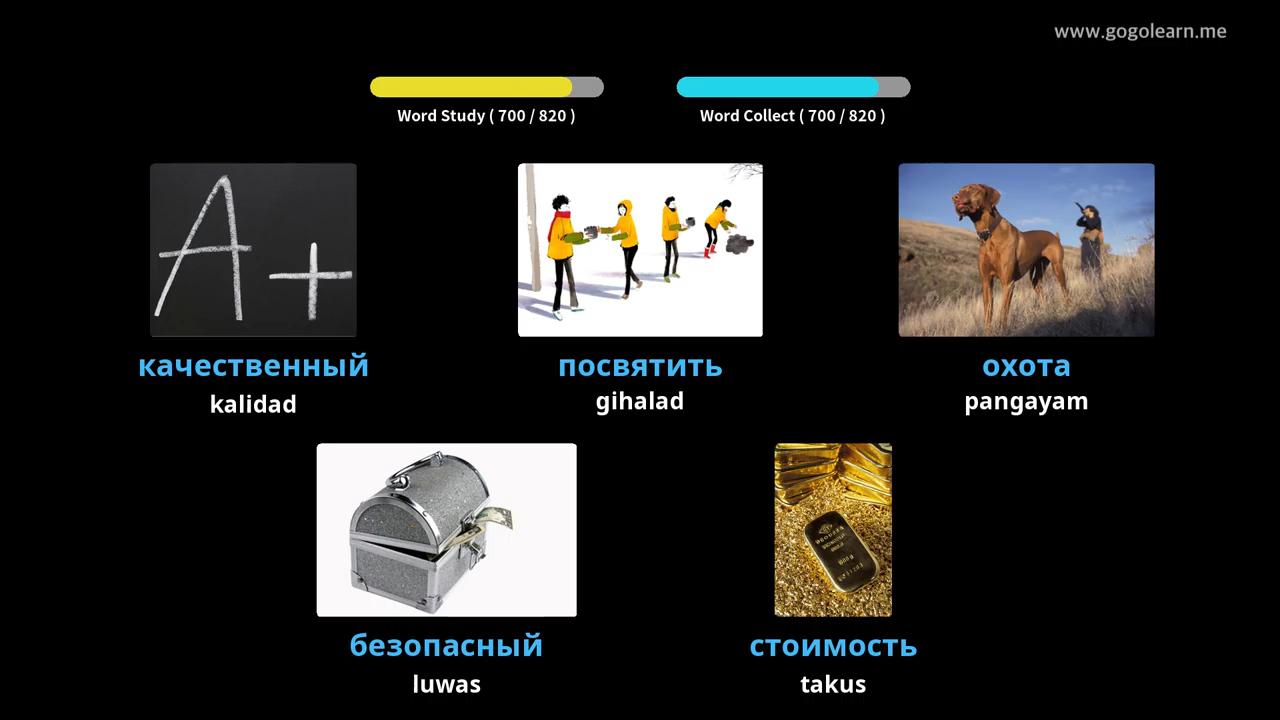 www.gogolearn.me
Word Study ( 700 / 820 )
Word Collect ( 700 / 820 )
A+
качественный
kalidad
посвятить
gihalad
охота
pangayam
безопасный
luwas
стоимость
takus